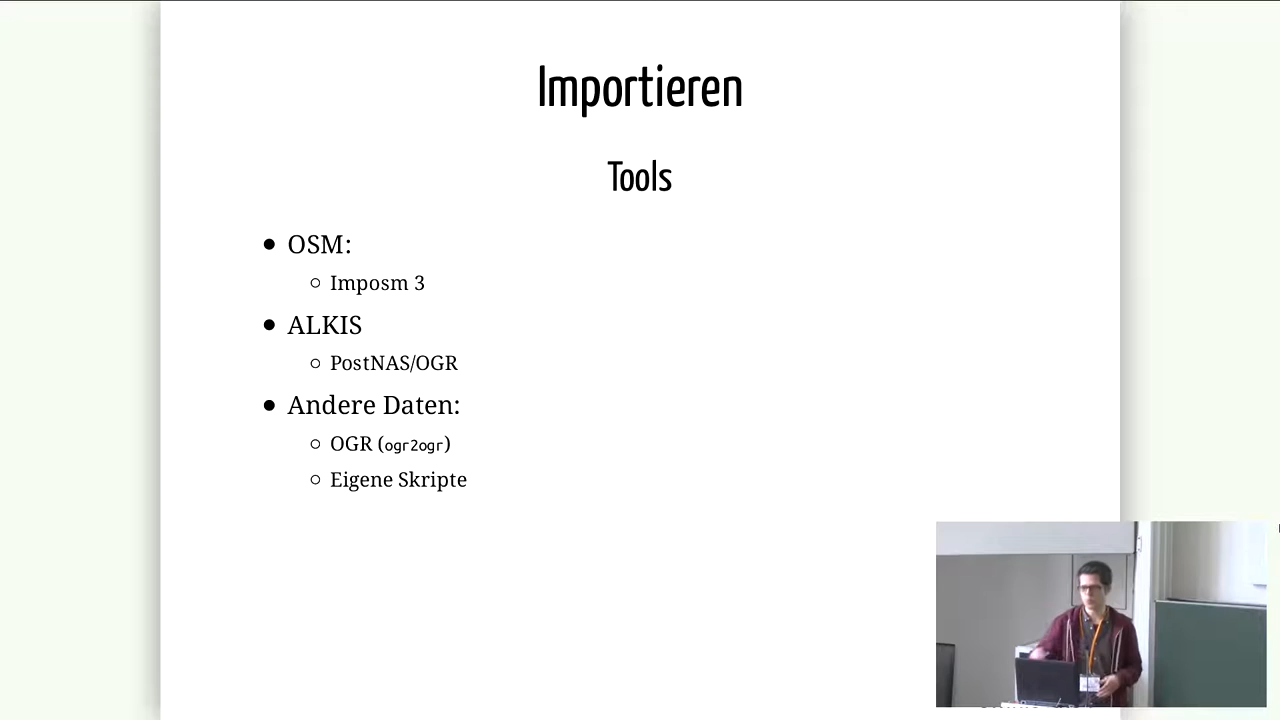 Importieren
Tools
OSM:
Imposm 3
ALKIS
PostNAS/OGR
Andere Daten:
OGR (ogr2ogr)
Eigene Skripte